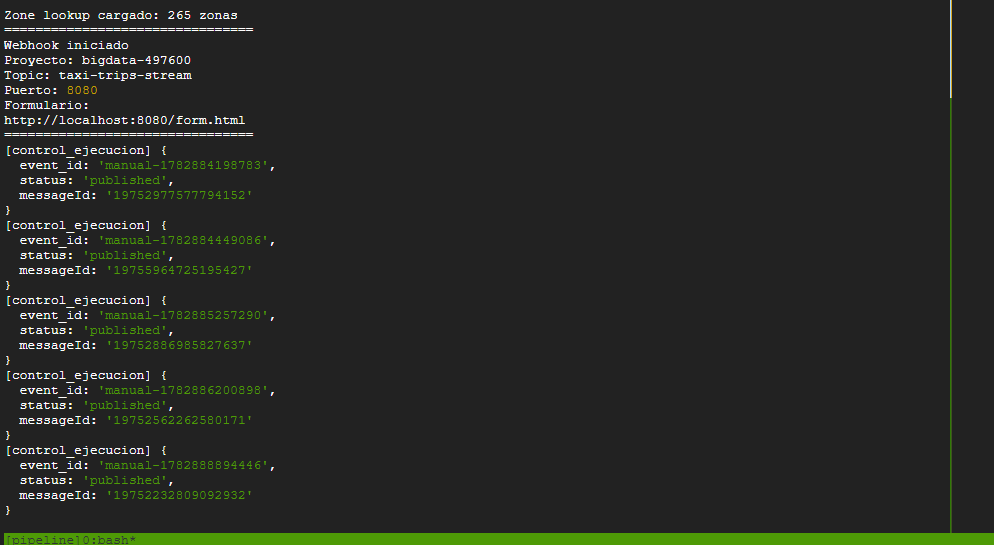 Zone lookup cargado: 265 zonas
================================
Webhook iniciado
Proyecto: bigdata-497600
Topic: taxi-trips-stream
Puerto: 8080
Formulario:
http://localhost:8080/form.html
================================
[control_ejecucion] {
  event_id: 'manual-1782884198783',
  status: 'published',
  messageId: '19752977577794152'
}
[control_ejecucion] {
  event_id: 'manual-1782884449086',
  status: 'published',
  messageId: '19755964725195427'
}
[control_ejecucion] {
  event_id: 'manual-1782885257290',
  status: 'published',
  messageId: '19752886985827637'
}
[control_ejecucion] {
  event_id: 'manual-1782886200898',
  status: 'published',
  messageId: '19752562262580171'
}
[control_ejecucion] {
  event_id: 'manual-1782888894446',
  status: 'published',
  messageId: '19752232809092932'
}
[pipeline]0:bash*